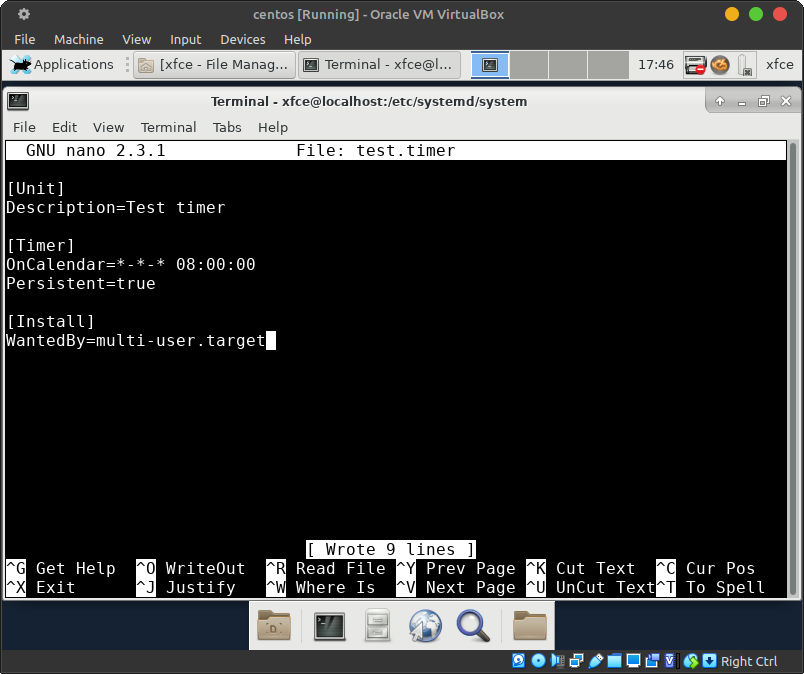 centos [Running] - Oracle VM VirtualBox
File Machine View Input Devices Help
Applications [xfce - File Manag... Terminal - xfce@l... 17:46 xfce
Terminal - xfce@localhost:/etc/systemd/system
File Edit View Terminal Tabs Help
GNU nano 2.3.1 File: test.timer
[Unit]
Description=Test timer
[Timer]
OnCalendar=*-*-* 08:00:00
Persistent=true
[Install]
WantedBy=multi-user.target
[ Wrote 9 lines ]
^G Get Help ^O WriteOut ^R Read File ^Y Prev Page ^K Cut Text ^C Cur Pos
^X Exit ^J Justify ^W Where Is ^V Next Page ^U UnCut Text ^T To Spell
Right Ctrl